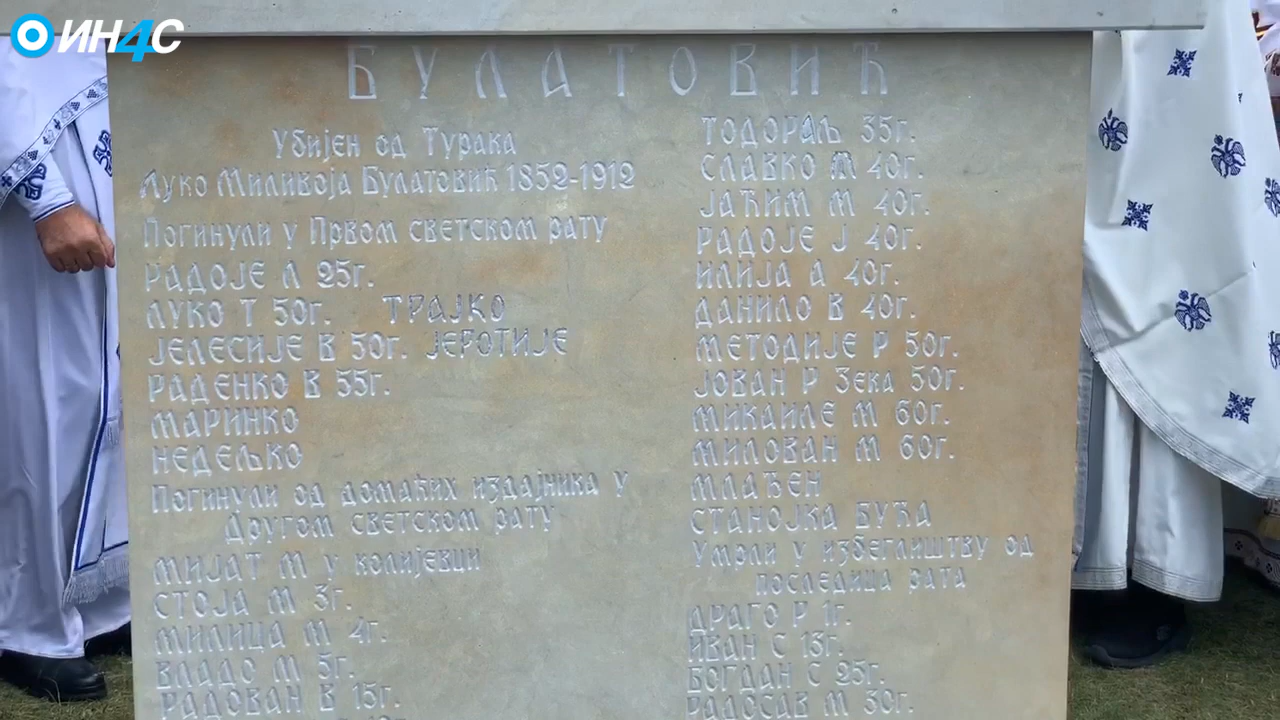 ИН4С
БУЛАТОВИЋ
Убијен од Турака
Луко Миливоја Булатовић 1852-1912
Погинули у Првом светском рату
РАДОЈЕ Л 25г.
ЛУКО Т 50г. ТРАЈКО
ЈЕЛЕСИЈЕ В 50г. ЈЕРОТИЈЕ
РАДЕНКО В 55г.
МАРИНКО
НЕДЕЉКО
Погинули од домаћих издајника у
Другом светском рату
МИЈАТ М у колијевци
СТОЈА М 3г.
МИЛИЦА М 4г.
ВЛАДО М 5г.
РАДОВАН В 15г.
ТОДОРАЉ 35г.
СЛАВКО М 40г.
ЈАЋИМ М 40г.
РАДОЈЕ Ј 40г.
ИЛИЈА А 40г.
ДАНИЛО В 40г.
МЕТОДИЈЕ Р 50г.
ЈОВАН Р Зека 50г.
МИКАИЛЕ М 60г.
МИЛОВАН М 60г.
МЛАЂЕН
СТАНОЈКА БУЂА
Умрли у избеглиштву од
последица рата
ДРАГО Р 1г.
ИВАН С 13г.
БОГДАН С 25г.
РАДОСАВ М 30г.